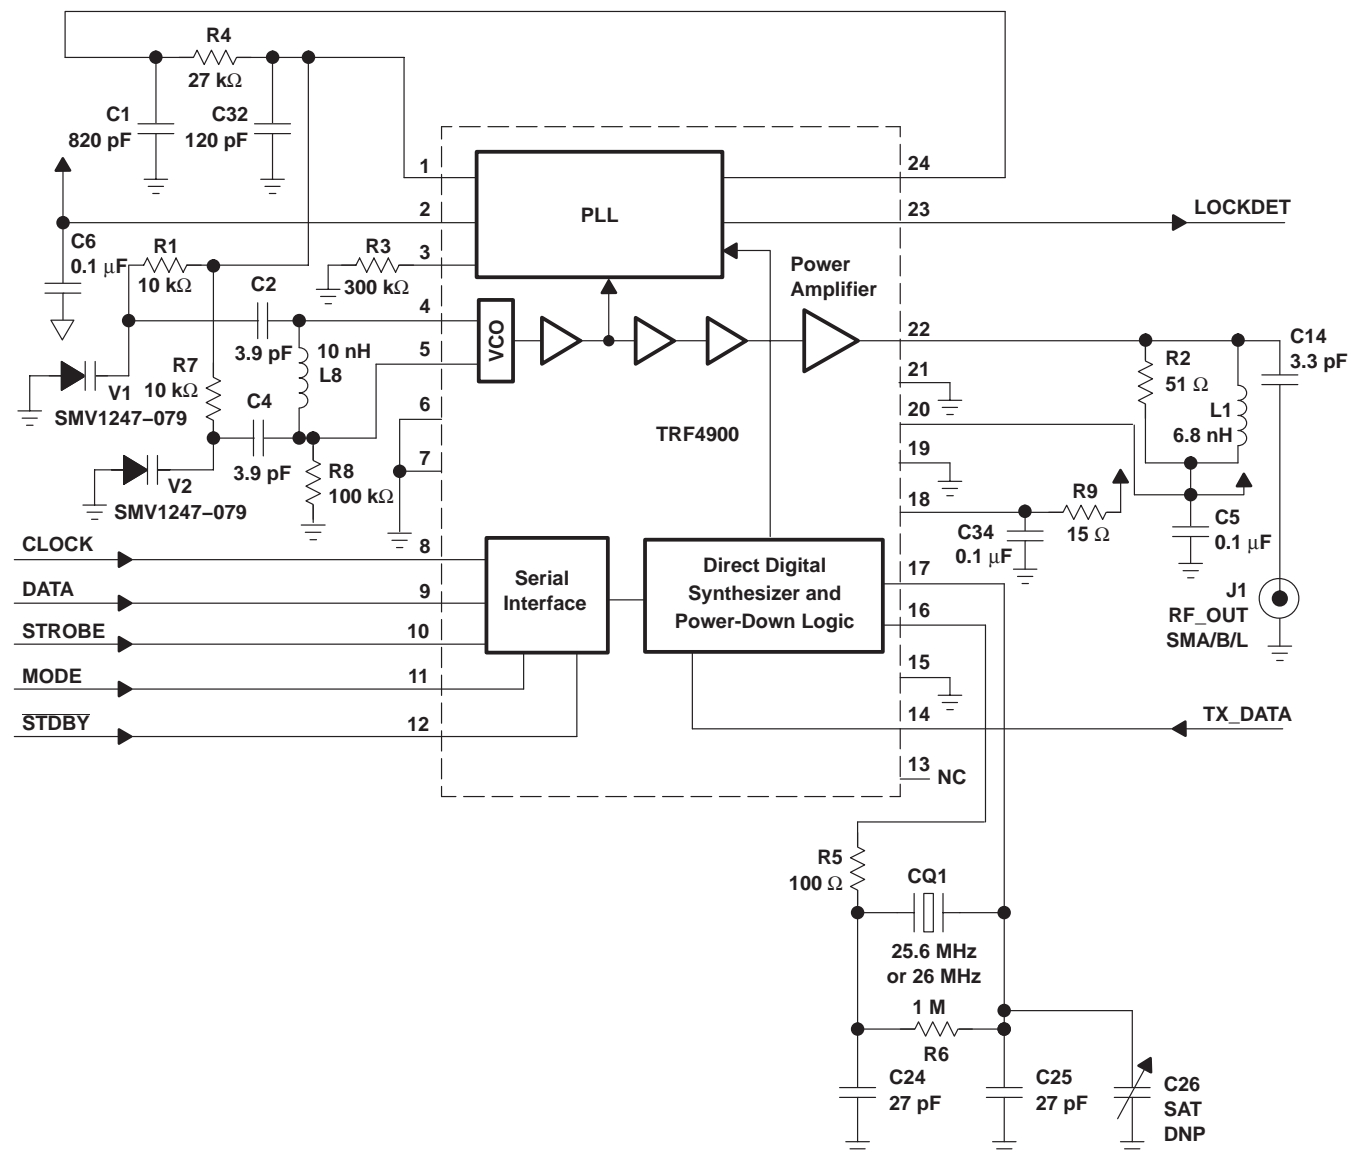 R4
27 kΩ
C1
820 pF
C32
120 pF
1
24
2
PLL
23
LOCKDET
C6
0.1 µF
R1
10 kΩ
R3
300 kΩ
3
Power
Amplifier
C2
3.9 pF
4
VCO
22
C14
3.3 pF
10 nH
L8
5
R2
51 Ω
21
V1
SMV1247–079
R7
10 kΩ
C4
3.9 pF
6
20
L1
6.8 nH
TRF4900
7
19
V2
SMV1247–079
R8
100 kΩ
18
C34
0.1 µF
R9
15 Ω
C5
0.1 µF
CLOCK
8
Serial
Interface
Direct Digital
Synthesizer and
Power-Down Logic
17
DATA
9
16
J1
RF_OUT
SMA/B/L
STROBE
10
15
MODE
11
STDBY
12
14
TX_DATA
13
NC
R5
100 Ω
CQ1
25.6 MHz
or 26 MHz
1 M
R6
C24
27 pF
C25
27 pF
C26
SAT
DNP